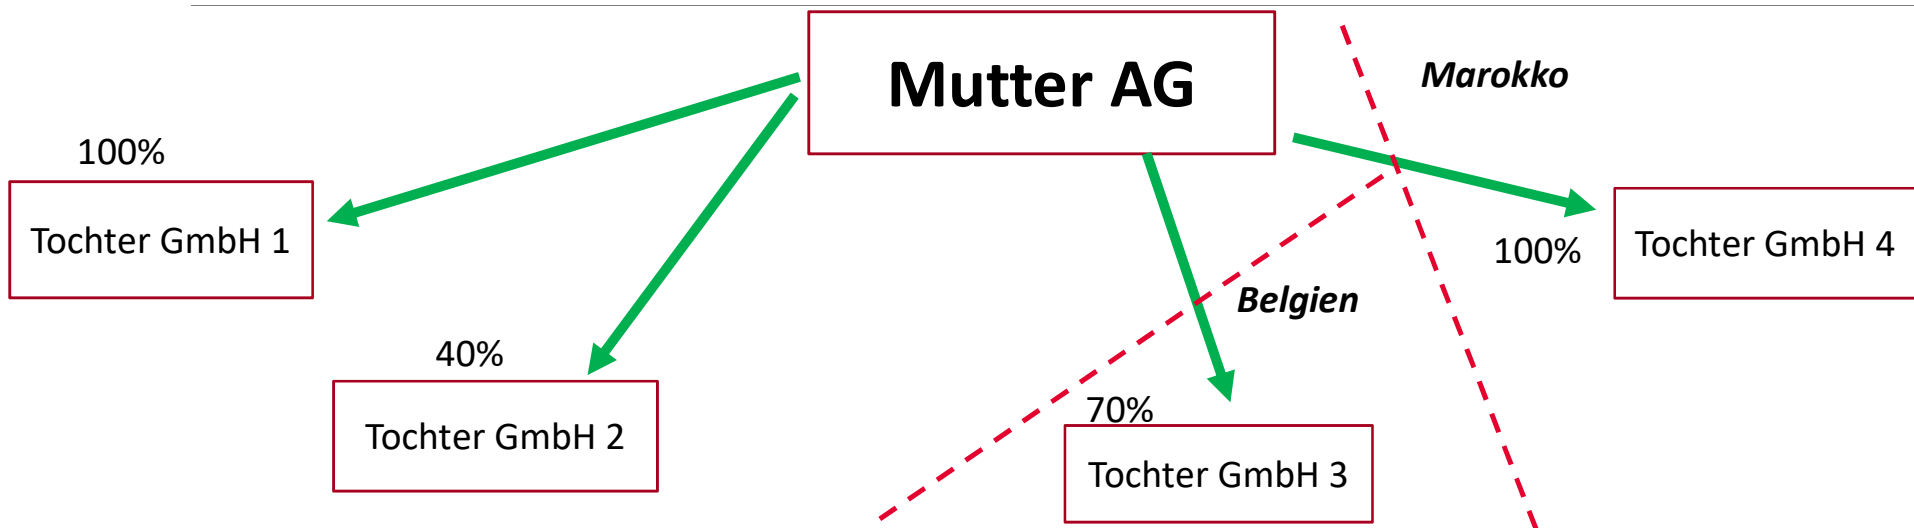 Mutter AG
Marokko
100%
Tochter GmbH 1
40%
Tochter GmbH 2
Belgien
70%
Tochter GmbH 3
100%
Tochter GmbH 4